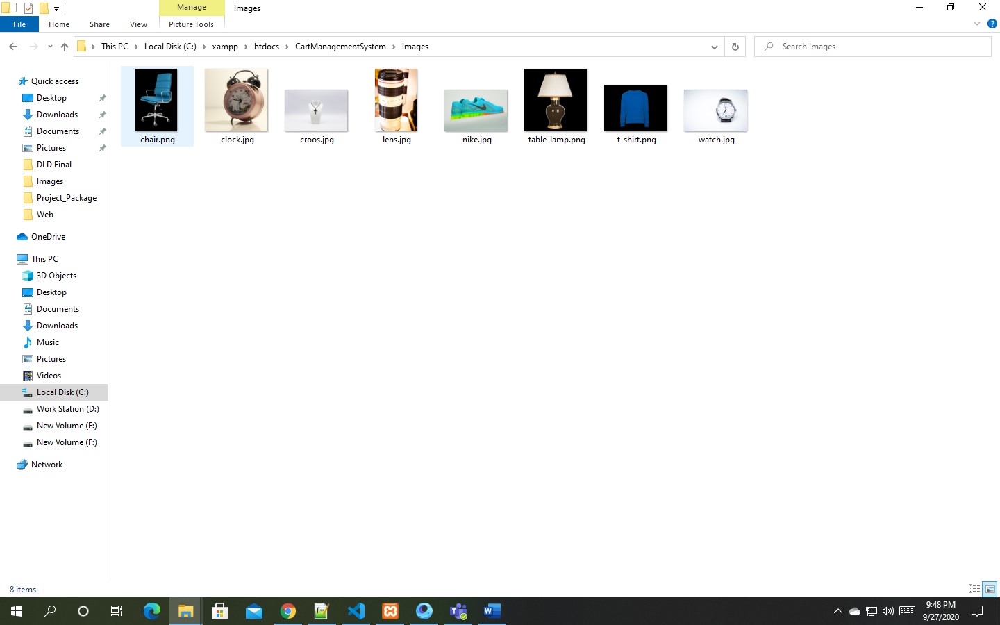 Manage Images
File Home Share View Picture Tools
This PC Local Disk (C:) xampp htdocs CartManagementSystem Images Search Images
Quick access
Desktop
Downloads
Documents
Pictures
DLD Final
Images
Project_Package
Web
OneDrive
This PC
3D Objects
Desktop
Documents
Downloads
Music
Pictures
Videos
Local Disk (C:)
Work Station (D:)
New Volume (E:)
New Volume (F:)
Network
chair.png clock.jpg croos.jpg lens.jpg nike.jpg table-lamp.png t-shirt.png watch.jpg
8 items
9:48 PM
9/27/2020